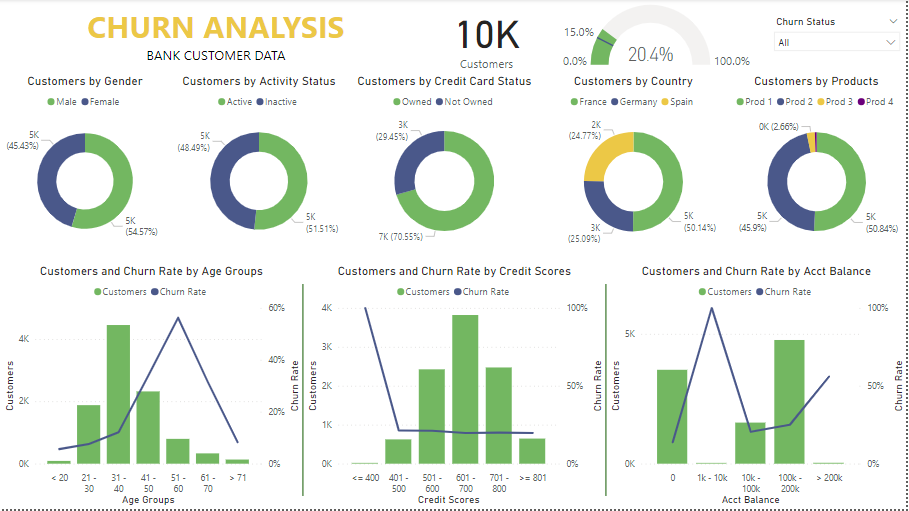 CHURN ANALYSIS
BANK CUSTOMER DATA
10K
Customers
15.0%
0.0%
20.4%
100.0%
Churn Status
All
Customers by Gender
Male Female
5K
(45.43%)
5K
(54.57%)
Customers by Activity Status
Active Inactive
5K
(48.49%)
5K
(51.51%)
Customers by Credit Card Status
Owned Not Owned
3K
(29.45%)
7K (70.55%)
Customers by Country
France Germany Spain
2K
(24.77%)
3K
(25.09%)
5K
(50.14%)
Customers by Products
Prod 1 Prod 2 Prod 3 Prod 4
0K (2.66%)
5K
(45.9%)
5K
(50.84%)
Customers and Churn Rate by Age Groups
Customers Churn Rate
Customers
4K
2K
0K
60%
40%
20%
0%
Churn Rate
< 20
21 -
30
31 -
40
41 -
50
51 -
60
61 -
70
> 71
Age Groups
Customers and Churn Rate by Credit Scores
Customers Churn Rate
Customers
4K
3K
2K
1K
0K
100%
50%
0%
Churn Rate
<= 400
401 -
500
501 -
600
601 -
700
701 -
800
>= 801
Credit Scores
Customers and Churn Rate by Acct Balance
Customers Churn Rate
Customers
5K
0K
100%
50%
0%
Churn Rate
0
1k - 10k
10k -
100k
100k -
200k
> 200k
Acct Balance